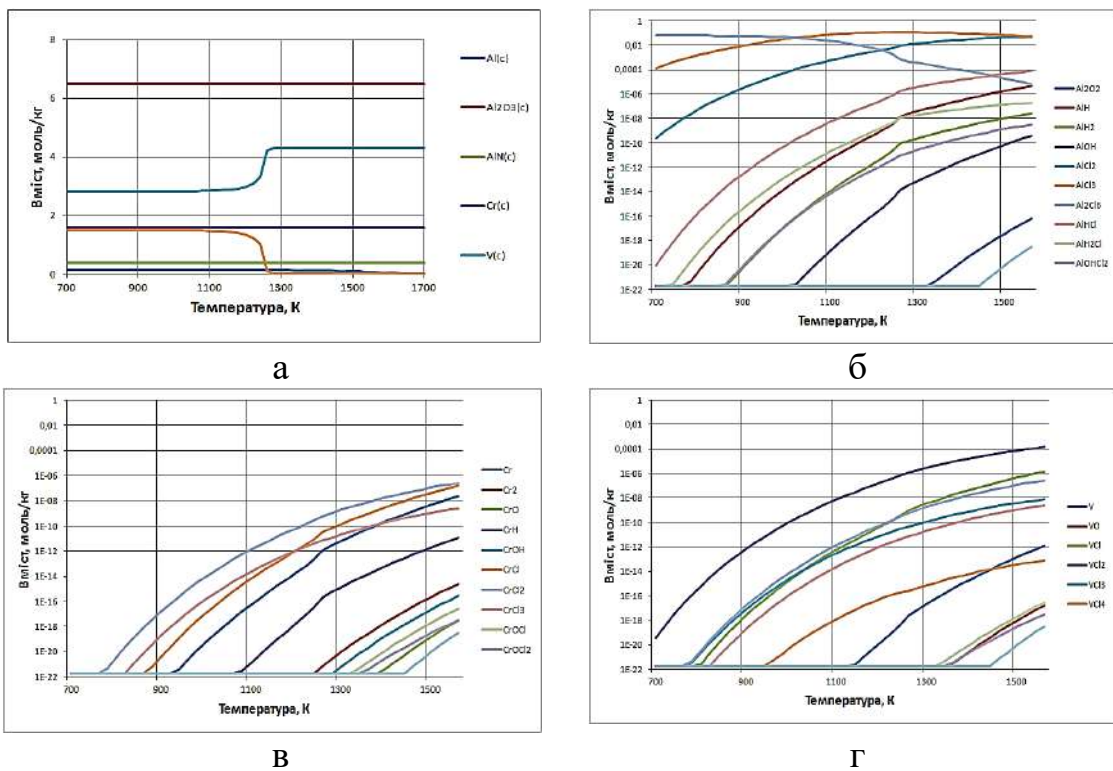 Вміст, моль/кг
8
6
4
2
0
700 900 1100 1300 1500 1700
Температура, К
Al(c)
Al2O3(c)
AlN(c)
Cr(c)
V(c)
а
Вміст, моль/кг
1
0,01
0,0001
1E-06
1E-08
1E-10
1E-12
1E-14
1E-16
1E-18
1E-20
1E-22
700 900 1100 1300 1500
Температура, К
Al2O2
AlH
AlH2
AlOH
AlCl2
AlCl3
Al2Cl6
AlHCl
AlH2Cl
AlOHCl2
б
Вміст, моль/кг
1
0,01
0,0001
1E-06
1E-08
1E-10
1E-12
1E-14
1E-16
1E-18
1E-20
1E-22
700 900 1100 1300 1500
Температура, К
Cr
Cr2
CrO
CrH
CrOH
CrCl
CrCl2
CrCl3
CrOCl
CrOCl2
в
Вміст, моль/кг
1
0,01
0,0001
1E-06
1E-08
1E-10
1E-12
1E-14
1E-16
1E-18
1E-20
1E-22
700 900 1100 1300 1500
Температура, К
V
VO
VCl
VCl2
VCl3
VCl4
г